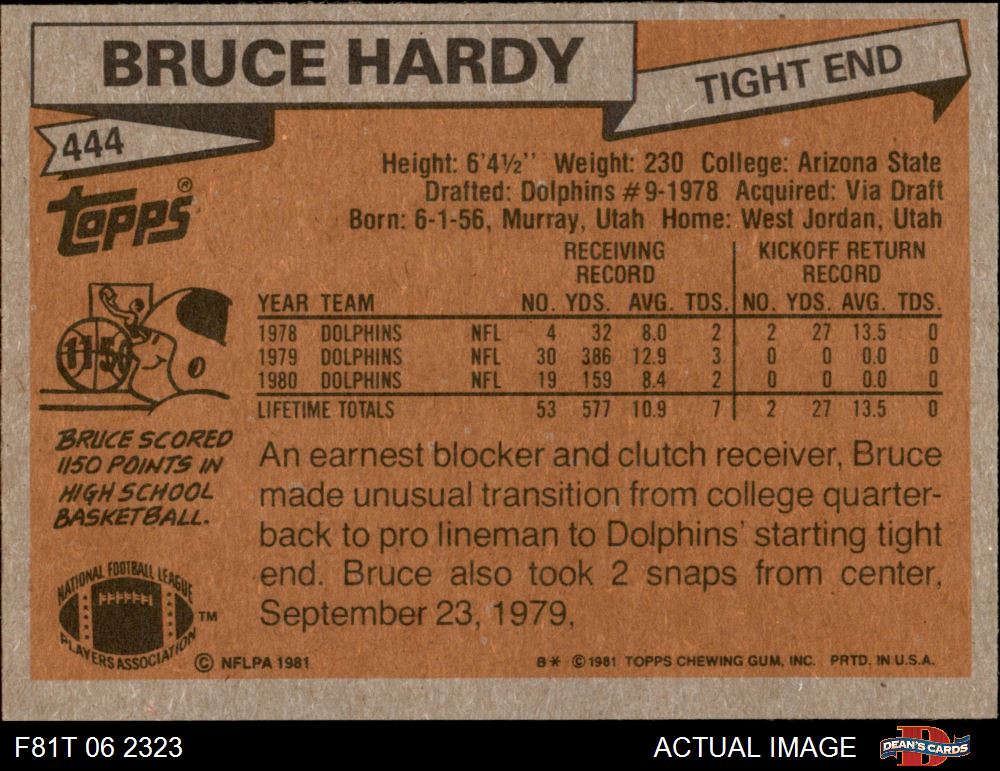 BRUCE HARDY
TIGHT END
444
topps®
Height: 6'4½" Weight: 230 College: Arizona State
Drafted: Dolphins #9-1978 Acquired: Via Draft
Born: 6-1-56, Murray, Utah Home: West Jordan, Utah
RECEIVING RECORD KICKOFF RETURN RECORD
YEAR TEAM NO. YDS. AVG. TDS. NO. YDS. AVG. TDS.
1978 DOLPHINS NFL 4 32 8.0 2 2 27 13.5 0
1979 DOLPHINS NFL 30 386 12.9 3 0 0 0.0 0
1980 DOLPHINS NFL 19 159 8.4 2 0 0 0.0 0
LIFETIME TOTALS 53 577 10.9 7 2 27 13.5 0
1150
BRUCE SCORED
1150 POINTS IN
HIGH SCHOOL
BASKETBALL.
An earnest blocker and clutch receiver, Bruce
made unusual transition from college quarter-
back to pro lineman to Dolphins' starting tight
end. Bruce also took 2 snaps from center,
September 23, 1979,
NATIONAL FOOTBALL LEAGUE
PLAYERS ASSOCIATION
TM
© NFLPA 1981
B* ©1981 TOPPS CHEWING GUM, INC. PRTD. IN U.S.A.
F81T 06 2323
ACTUAL IMAGE
DEAN'S CARDS